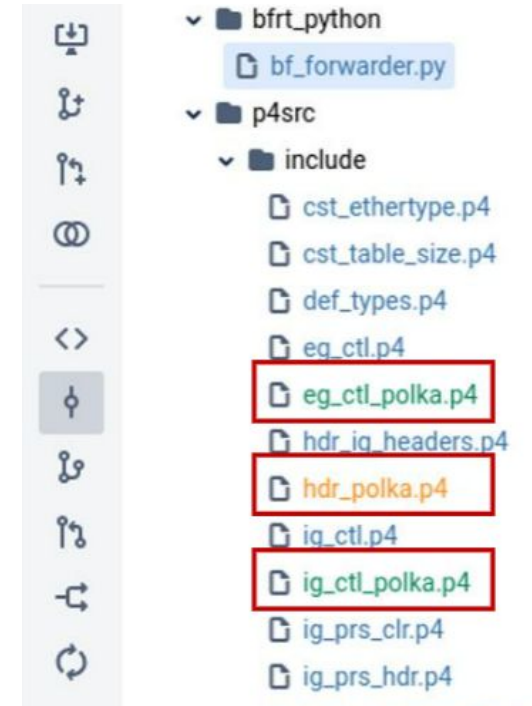 bfrt_python
bf_forwarder.py
p4src
include
cst_ethertype.p4
cst_table_size.p4
def_types.p4
eg_ctl.p4
eg_ctl_polka.p4
hdr_ig_headers.p4
hdr_polka.p4
ig_ctl.p4
ig_ctl_polka.p4
ig_prs_clr.p4
ig_prs_hdr.p4